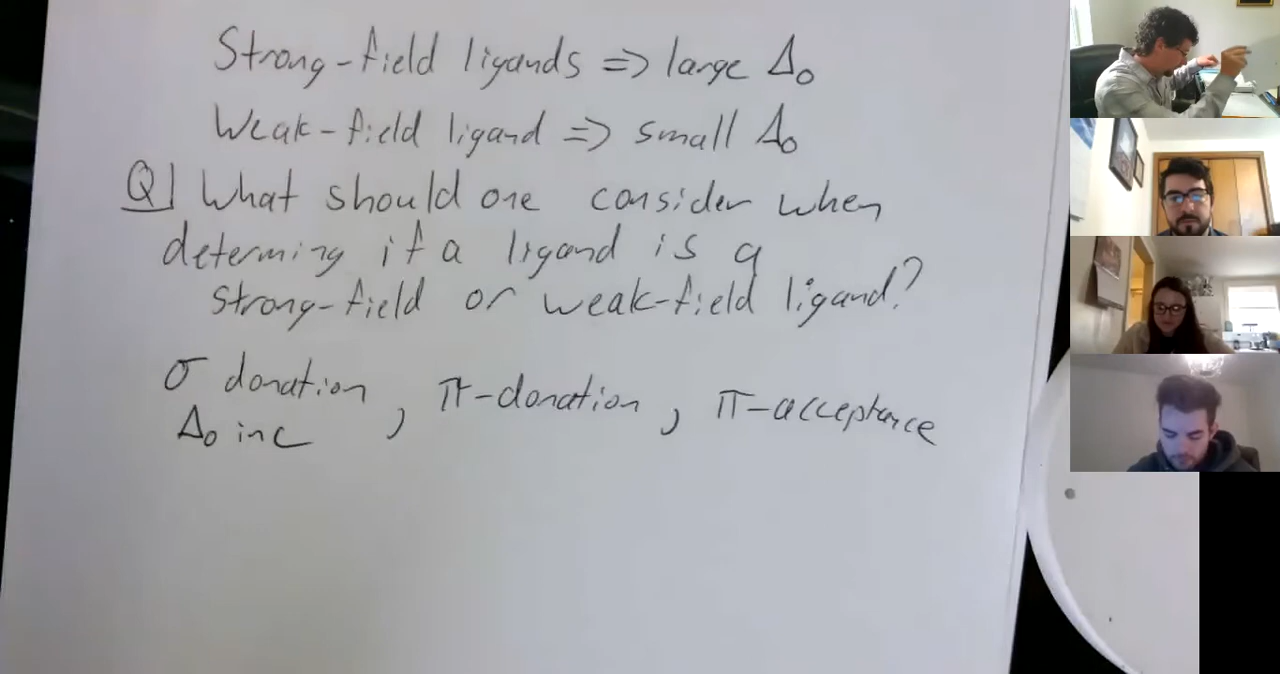 Strong-field ligands => large Δo
Weak-field ligand => small Δo
Q| What should one consider when
determing if a ligand is a
strong-field or weak-field ligand?
σ donation , π-donation , π-acceptance
Δo inc